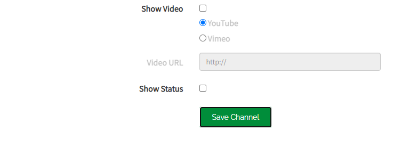 Show Video
YouTube
Vimeo
Video URL http://
Show Status
Save Channel